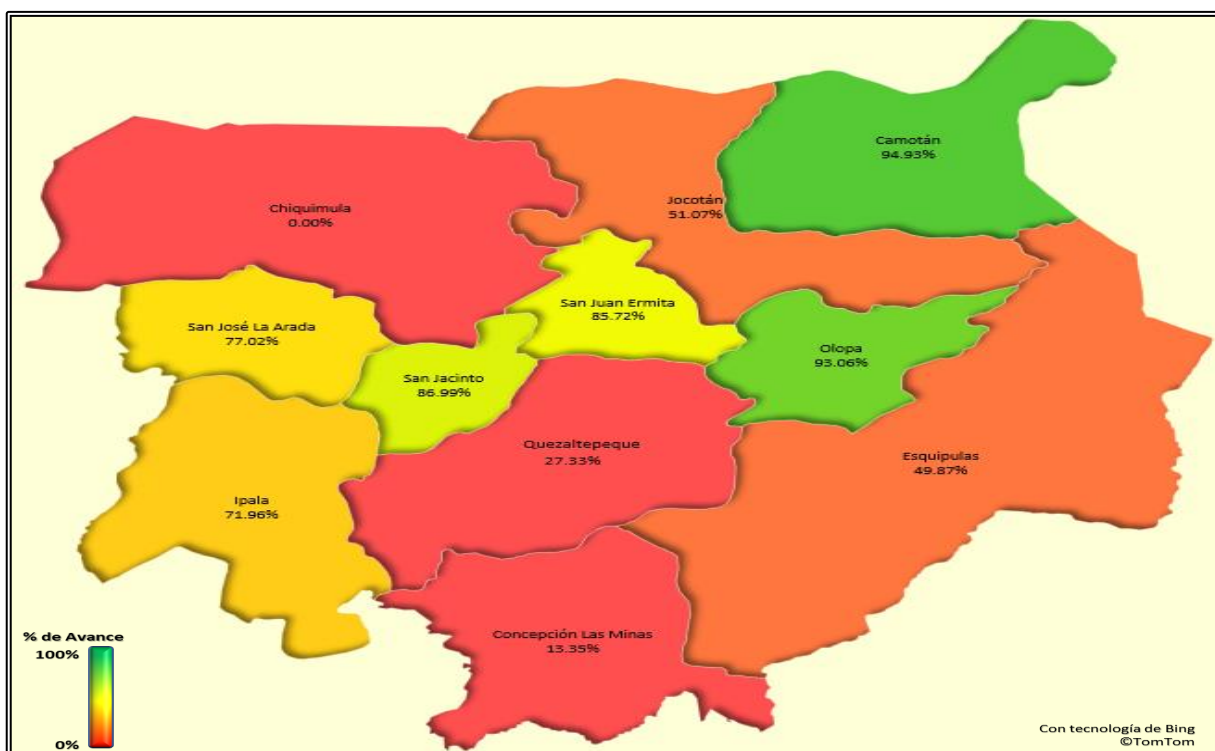 Camotán
94.93%
Jocotán
51.07%
Chiquimula
0.00%
San Juan Ermita
85.72%
San José La Arada
77.02%
Olopa
93.06%
San Jacinto
86.99%
Quezaltepeque
27.33%
Esquipulas
49.87%
Ipala
71.96%
Concepción Las Minas
13.35%
% de Avance
100%
0%
Con tecnología de Bing
©TomTom